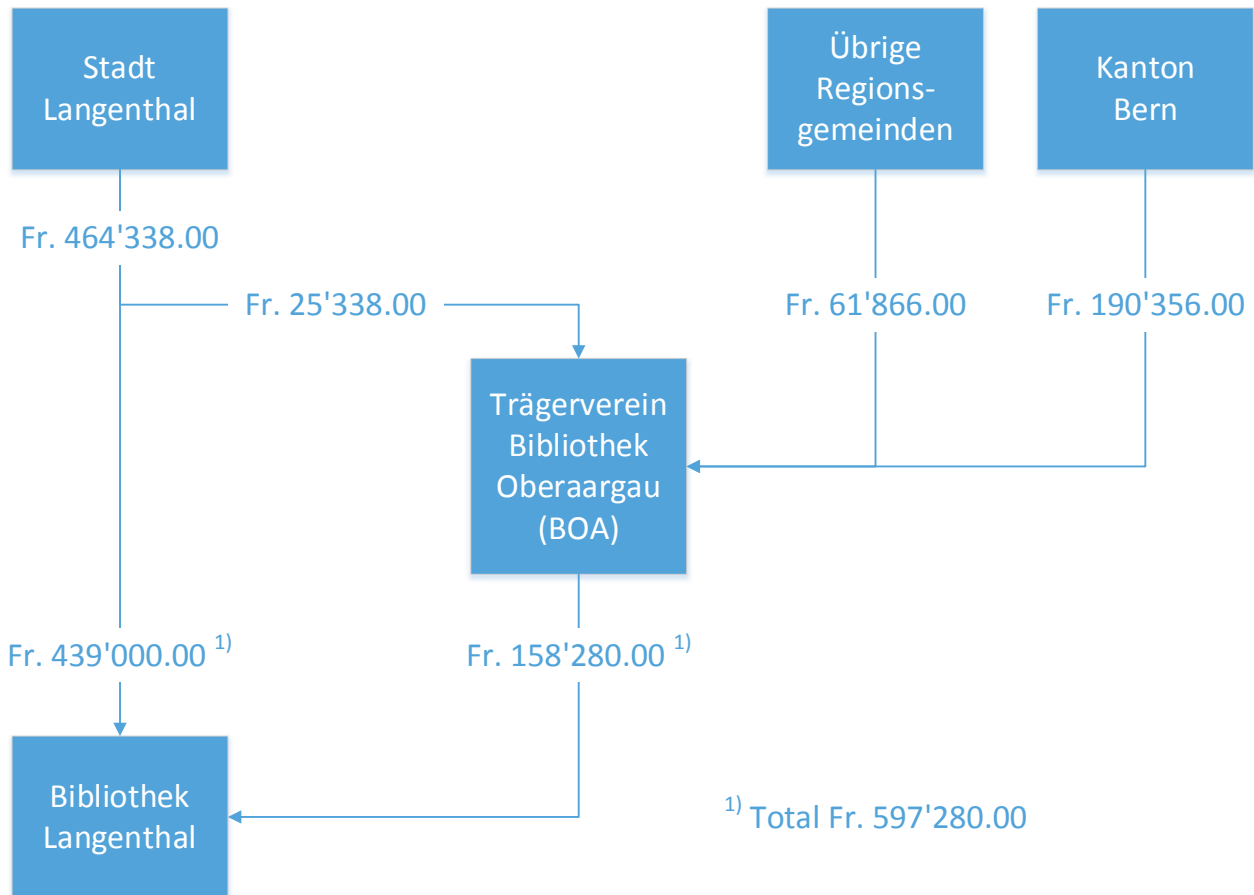 Stadt
Langenthal
Übrige
Regions-
gemeinden
Kanton
Bern
Fr. 464'338.00
Fr. 25'338.00
Fr. 61'866.00
Fr. 190'356.00
Trägerverein
Bibliothek
Oberaargau
(BOA)
Fr. 439'000.00 1)
Fr. 158'280.00 1)
Bibliothek
Langenthal
1) Total Fr. 597'280.00